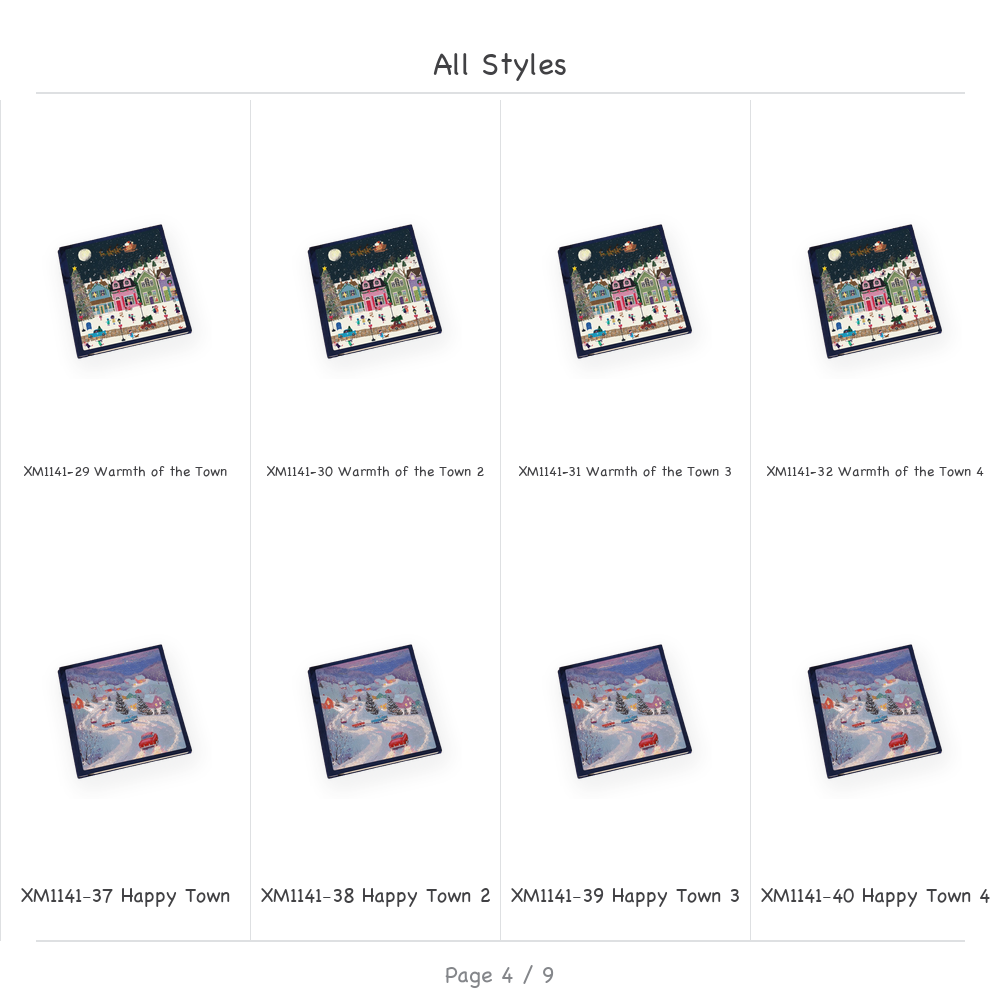 All Styles
XM1141-29 Warmth of the Town
XM1141-30 Warmth of the Town 2
XM1141-31 Warmth of the Town 3
XM1141-32 Warmth of the Town 4
XM1141-37 Happy Town
XM1141-38 Happy Town 2
XM1141-39 Happy Town 3
XM1141-40 Happy Town 4
Page 4 / 9